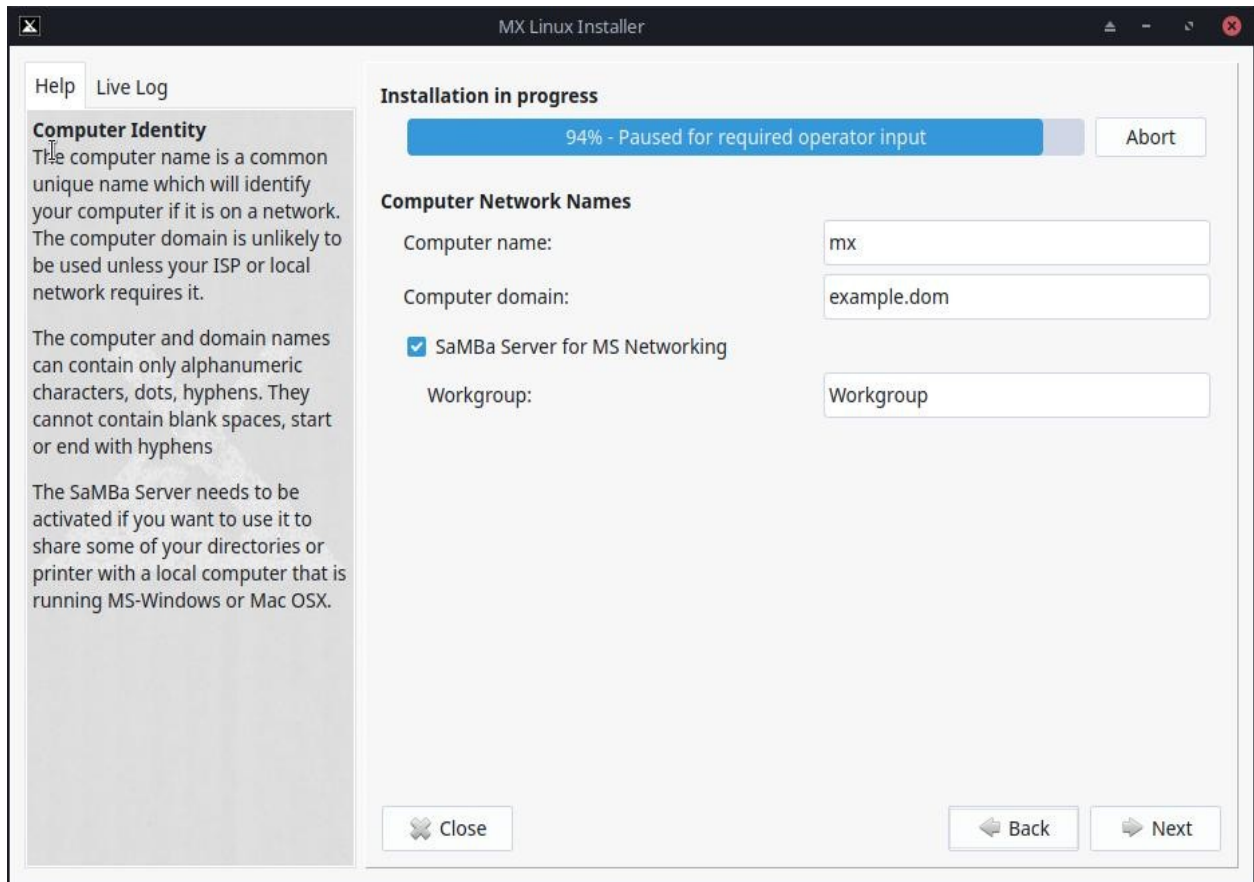 MX Linux Installer
Help
Live Log
Computer Identity
The computer name is a common
unique name which will identify
your computer if it is on a network.
The computer domain is unlikely to
be used unless your ISP or local
network requires it.
The computer and domain names
can contain only alphanumeric
characters, dots, hyphens. They
cannot contain blank spaces, start
or end with hyphens
The SaMBa Server needs to be
activated if you want to use it to
share some of your directories or
printer with a local computer that is
running MS-Windows or Mac OSX.
Installation in progress
94% - Paused for required operator input
Abort
Computer Network Names
Computer name:
mx
Computer domain:
example.dom
SaMBa Server for MS Networking
Workgroup:
Workgroup
Close
Back
Next